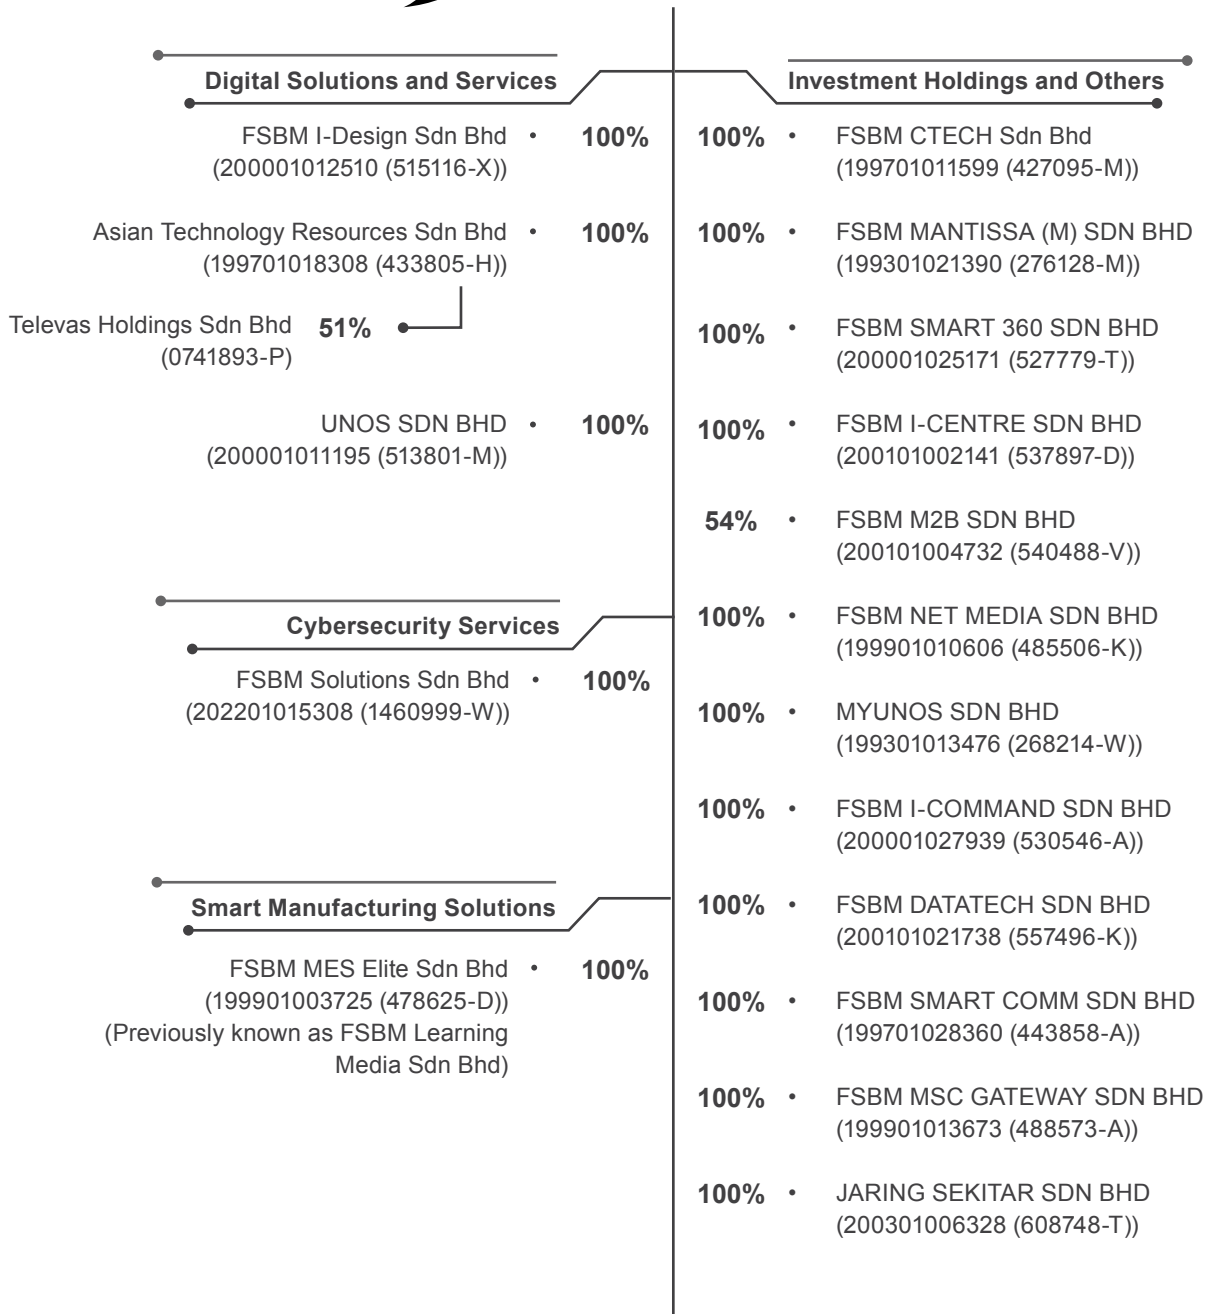 Digital Solutions and Services
FSBM I-Design Sdn Bhd • 100%
(200001012510 (515116-X))
Asian Technology Resources Sdn Bhd • 100%
(199701018308 (433805-H))
Televas Holdings Sdn Bhd 51%
(0741893-P)
UNOS SDN BHD • 100%
(200001011195 (513801-M))
Cybersecurity Services
FSBM Solutions Sdn Bhd • 100%
(202201015308 (1460999-W))
Smart Manufacturing Solutions
FSBM MES Elite Sdn Bhd • 100%
(199901003725 (478625-D))
(Previously known as FSBM Learning
Media Sdn Bhd)
Investment Holdings and Others
100% • FSBM CTECH Sdn Bhd
(199701011599 (427095-M))
100% • FSBM MANTISSA (M) SDN BHD
(199301021390 (276128-M))
100% • FSBM SMART 360 SDN BHD
(200001025171 (527779-T))
100% • FSBM I-CENTRE SDN BHD
(200101002141 (537897-D))
54% • FSBM M2B SDN BHD
(200101004732 (540488-V))
100% • FSBM NET MEDIA SDN BHD
(199901010606 (485506-K))
100% • MYUNOS SDN BHD
(199301013476 (268214-W))
100% • FSBM I-COMMAND SDN BHD
(200001027939 (530546-A))
100% • FSBM DATATECH SDN BHD
(200101021738 (557496-K))
100% • FSBM SMART COMM SDN BHD
(199701028360 (443858-A))
100% • FSBM MSC GATEWAY SDN BHD
(199901013673 (488573-A))
100% • JARING SEKITAR SDN BHD
(200301006328 (608748-T))